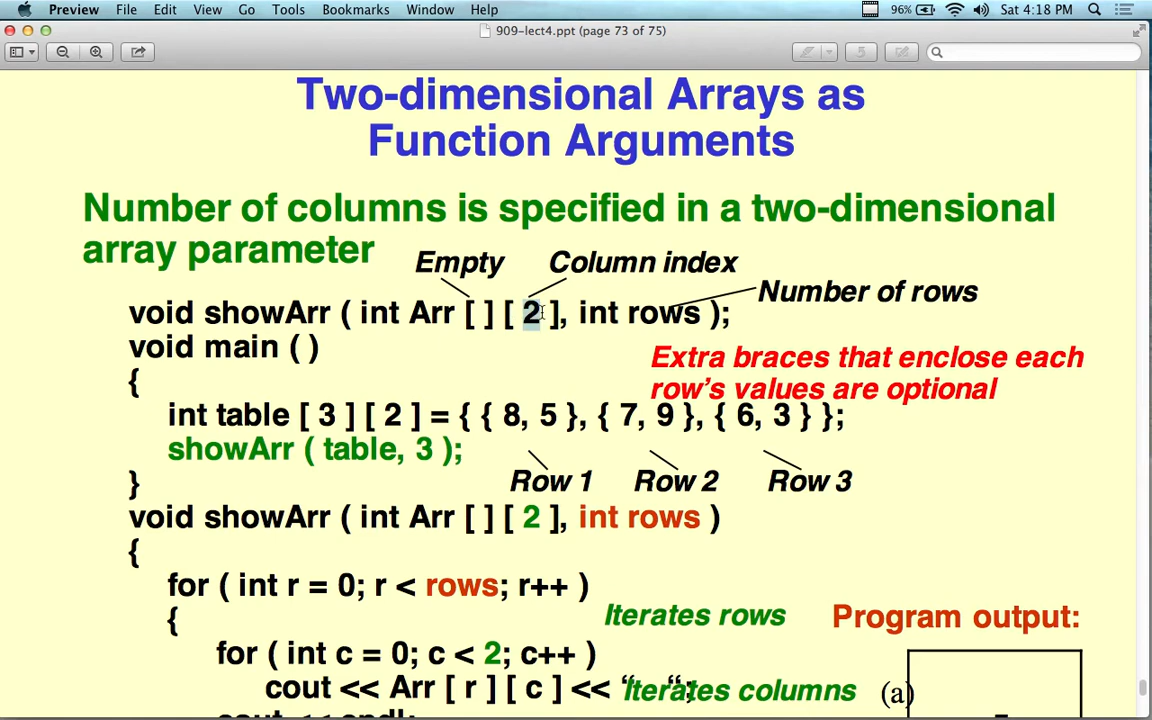 Preview File Edit View Go Tools Bookmarks Window Help 96% Sat 4:18 PM
909-lect4.ppt (page 73 of 75)
Two-dimensional Arrays as
Function Arguments
Number of columns is specified in a two-dimensional
array parameter
Empty Column index
Number of rows
void showArr ( int Arr [ ] [ 2 ], int rows );
void main ( )
Extra braces that enclose each
row's values are optional
{
int table [ 3 ] [ 2 ] = { { 8, 5 }, { 7, 9 }, { 6, 3 } };
showArr ( table, 3 );
Row 1 Row 2 Row 3
}
void showArr ( int Arr [ ] [ 2 ], int rows )
{
for ( int r = 0; r < rows; r++ )
Iterates rows Program output:
{
for ( int c = 0; c < 2; c++ )
cout << Arr [ r ] [ c ] << “ “;
Iterates columns (a)